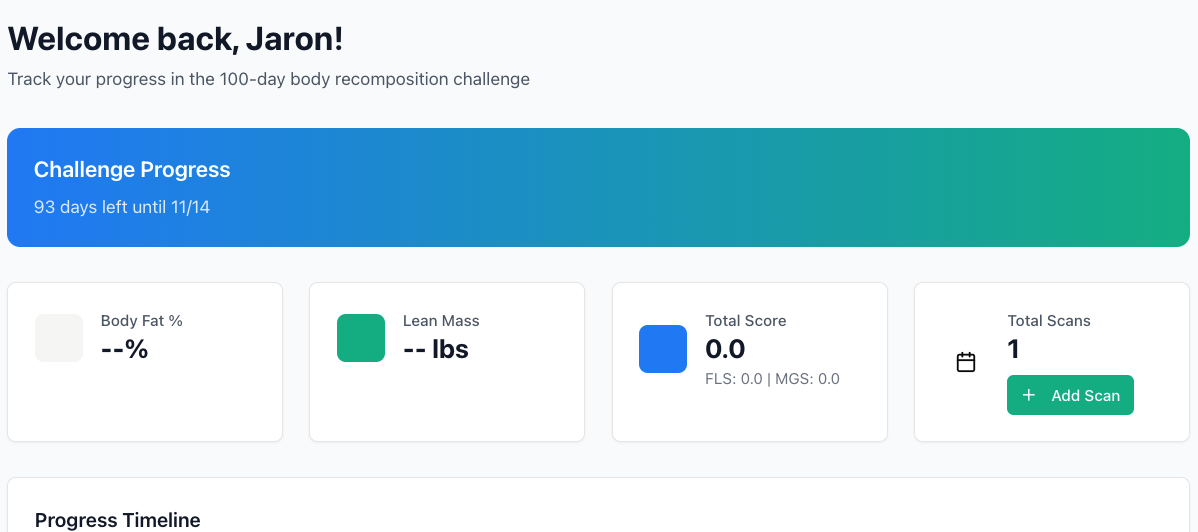 Welcome back, Jaron!
Track your progress in the 100-day body recomposition challenge
Challenge Progress
93 days left until 11/14
Body Fat %
--%
Lean Mass
-- lbs
Total Score
0.0
FLS: 0.0 | MGS: 0.0
Total Scans
1
+ Add Scan
Progress Timeline